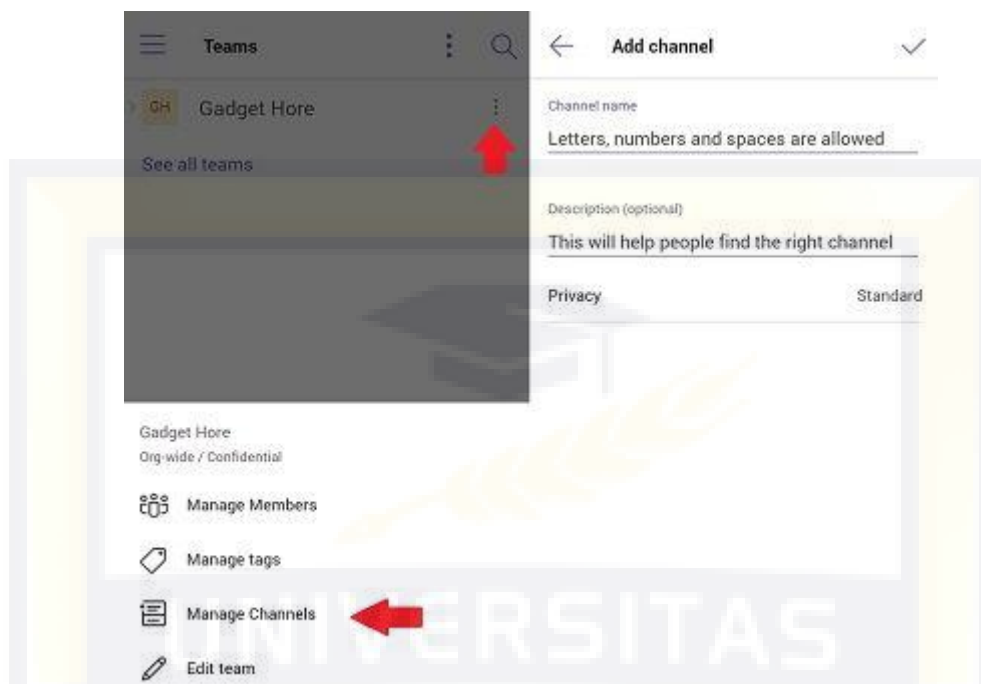 Teams
GH Gadget Hore
See all teams
Gadget Hore
Org-wide / Confidential
Manage Members
Manage tags
Manage Channels
Edit team
Add channel
Channel name
Letters, numbers and spaces are allowed
Description (optional)
This will help people find the right channel
Privacy Standard
UNIVERSITAS